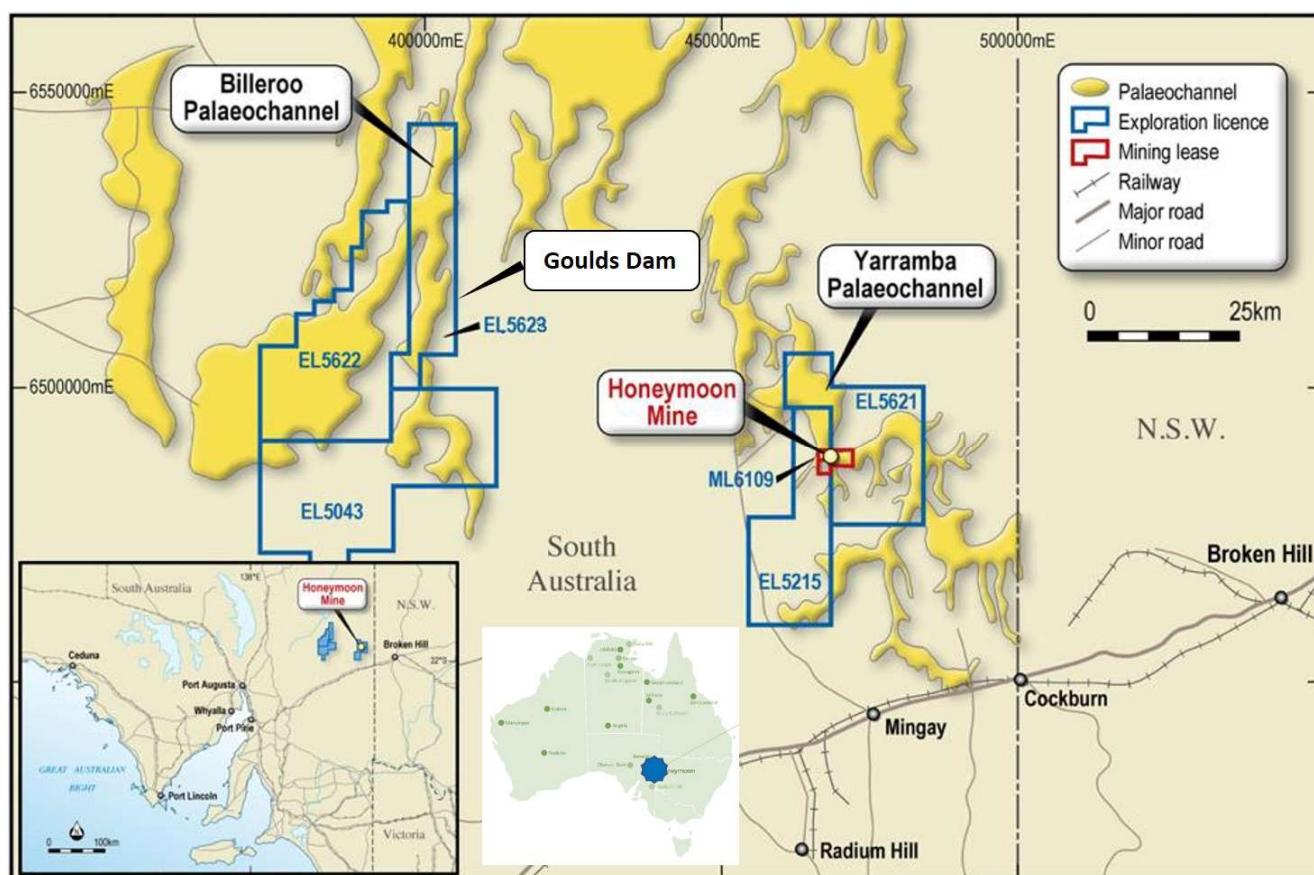 400000mE
450000mE
500000mE
6550000mE
6500000mE
Billeroo
Palaeochannel
Goulds Dam
Yarramba
Palaeochannel
Honeymoon
Mine
EL5622
EL5623
EL5621
ML6109
EL5043
EL5215
South
Australia
N.S.W.
Broken Hill
Cockburn
Mingay
Radium Hill
Palaeochannel
Exploration licence
Mining lease
Railway
Major road
Minor road
0 25km
South Australia
138°E
Honeymoon
Mine
N.S.W.
Broken Hill
32°S
Ceduna
Port Augusta
Whyalla
Port Pirie
GREAT AUSTRALIAN
BIGHT
Port Lincoln
Victoria
N
0 100km